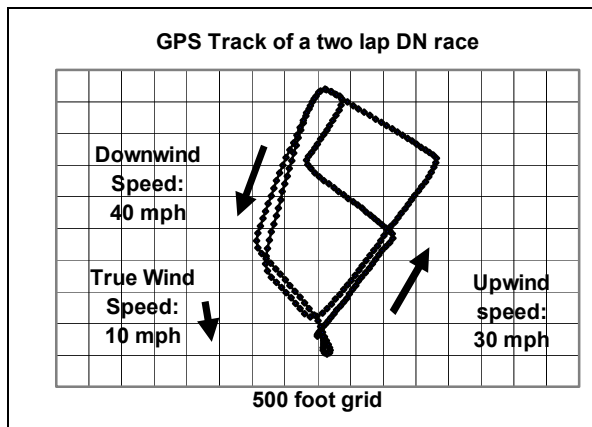 GPS Track of a two lap DN race
Downwind
Speed:
40 mph
True Wind
Speed:
10 mph
Upwind
speed:
30 mph
500 foot grid